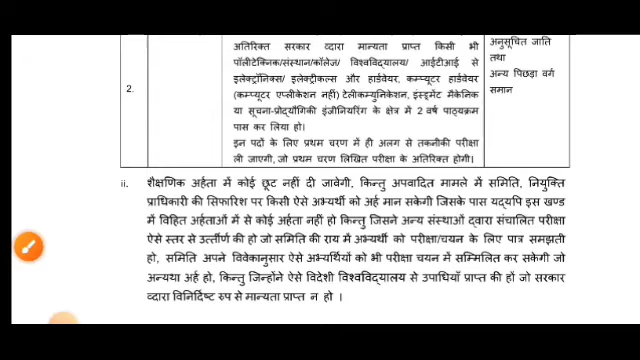 अनुसूचित जाति
अतिरिक्त सरकार व्दारा मान्यता प्राप्त किसी भी
तथा
पॉलीटेक्निक/संस्थान/कॉलेज/ विश्वविद्यालय/ आईटीआई से
अन्य पिछड़ा वर्ग
इलेक्ट्रॉनिक्स/ इलेक्ट्रीकल्स और हार्डवेयर, कम्प्यूटर हार्डवेयर
समान
2.
(कम्प्यूटर एप्लीकेशन नहीं) टेलीकम्युनिकेशन, इंस्ट्रूमेंट मैकेनिक
या सूचना-प्रौद्यौगिकी इंजीनियरिंग के क्षेत्र में 2 वर्ष पाठ्यक्रम
पास कर लिया हो।
इन पदों के लिए प्रथम चरण में ही अलग से तकनीकी परीक्षा
ली जाएगी, जो प्रथम चरण लिखित परीक्षा के अतिरिक्त होगी।
ii. शैक्षणिक अर्हता में कोई छूट नहीं दी जावेगी, किन्तु अपवादित मामले में समिति, नियुक्ति
प्राधिकारी की सिफारिश पर किसी ऐसे अभ्यर्थी को अर्ह मान सकेगी जिसके पास यद्यपि इस खण्ड
में विहित अर्हताओं में से कोई अर्हता नहीं हो किन्तु जिसने अन्य संस्थाओं द्वारा संचालित परीक्षा
ऐसे स्तर से उत्तीर्ण की हो जो समिति की राय में अभ्यर्थी को परीक्षा/चयन के लिए पात्र समझती
हो, समिति अपने विवेकानुसार ऐसे अभ्यर्थियों को भी परीक्षा चयन में सम्मिलित कर सकेगी जो
अन्यथा अर्ह हो, किन्तु जिन्होंने ऐसे विदेशी विश्वविद्यालय से उपाधियाँ प्राप्त की हों जो सरकार
व्दारा विनिर्दिष्ट रुप से मान्यता प्राप्त न हो ।